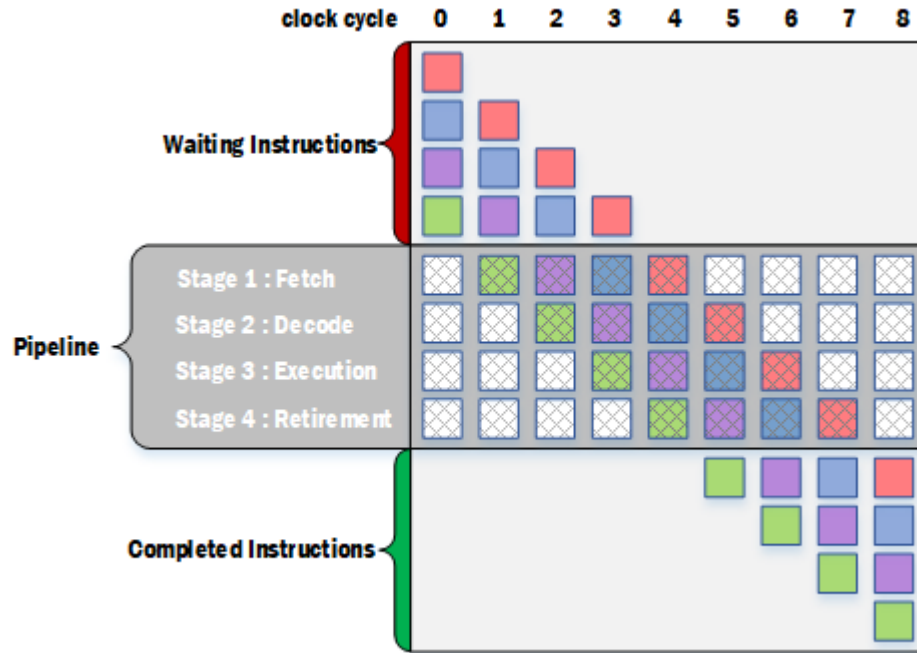 clock cycle 0 1 2 3 4 5 6 7 8
Waiting Instructions
Stage 1 : Fetch
Stage 2 : Decode
Pipeline
Stage 3 : Execution
Stage 4 : Retirement
Completed Instructions